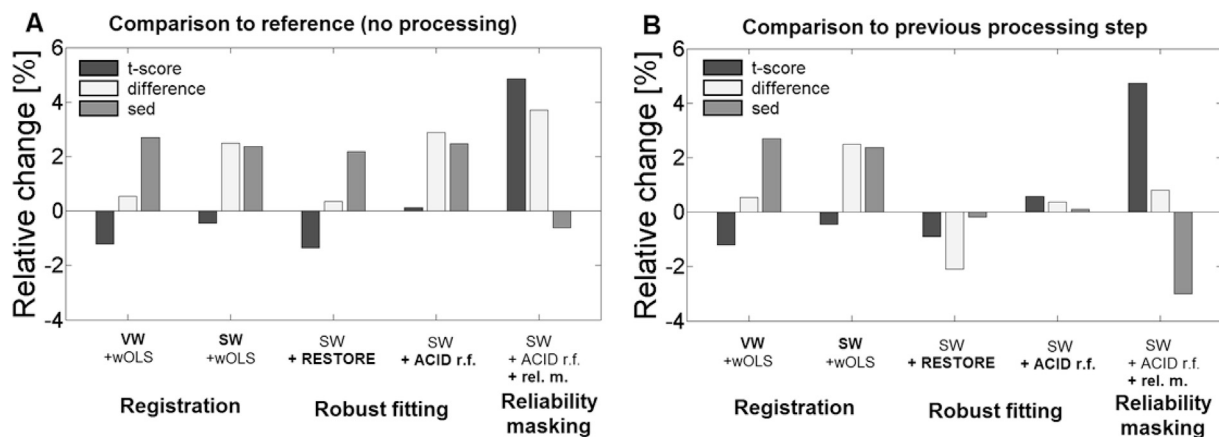 A
Comparison to reference (no processing)
Relative change [%]
6
4
2
0
-2
-4
t-score
difference
sed
VW
+wOLS
SW
+wOLS
SW
+ RESTORE
SW
+ ACID r.f.
SW
+ ACID r.f.
+ rel. m.
Registration
Robust fitting
Reliability
masking
B
Comparison to previous processing step
Relative change [%]
6
4
2
0
-2
-4
t-score
difference
sed
VW
+wOLS
SW
+wOLS
SW
+ RESTORE
SW
+ ACID r.f.
SW
+ ACID r.f.
+ rel. m.
Registration
Robust fitting
Reliability
masking